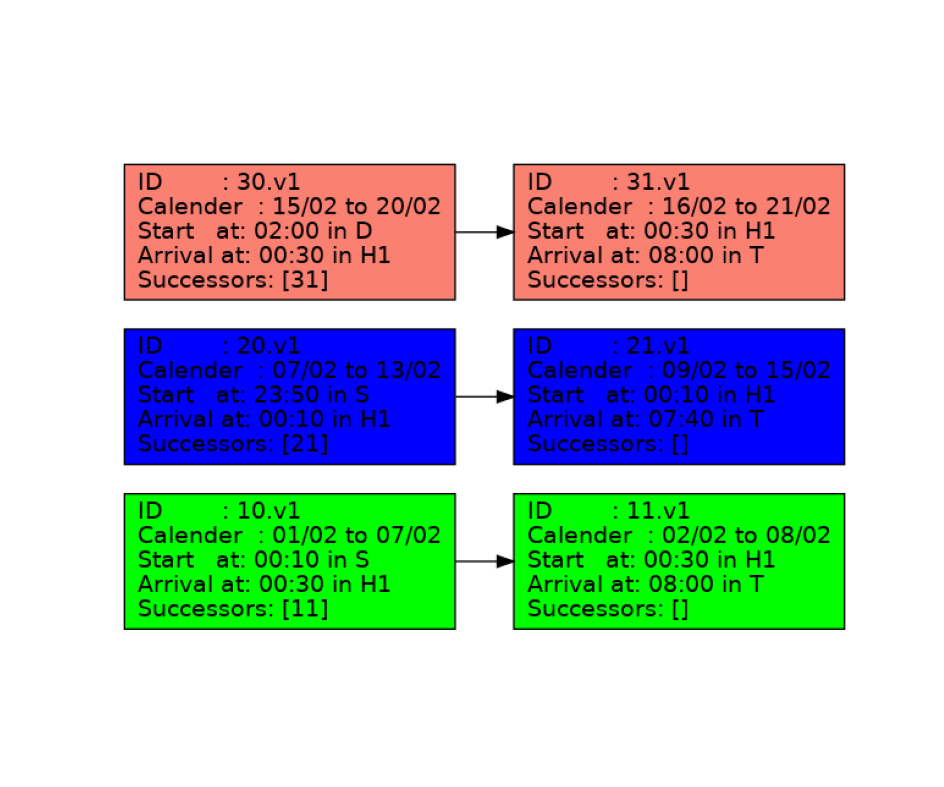 ID : 30.v1
Calender : 15/02 to 20/02
Start at: 02:00 in D
Arrival at: 00:30 in H1
Successors: [31]
ID : 31.v1
Calender : 16/02 to 21/02
Start at: 00:30 in H1
Arrival at: 08:00 in T
Successors: []
ID : 20.v1
Calender : 07/02 to 13/02
Start at: 23:50 in S
Arrival at: 00:10 in H1
Successors: [21]
ID : 21.v1
Calender : 09/02 to 15/02
Start at: 00:10 in H1
Arrival at: 07:40 in T
Successors: []
ID : 10.v1
Calender : 01/02 to 07/02
Start at: 00:10 in S
Arrival at: 00:30 in H1
Successors: [11]
ID : 11.v1
Calender : 02/02 to 08/02
Start at: 00:30 in H1
Arrival at: 08:00 in T
Successors: []